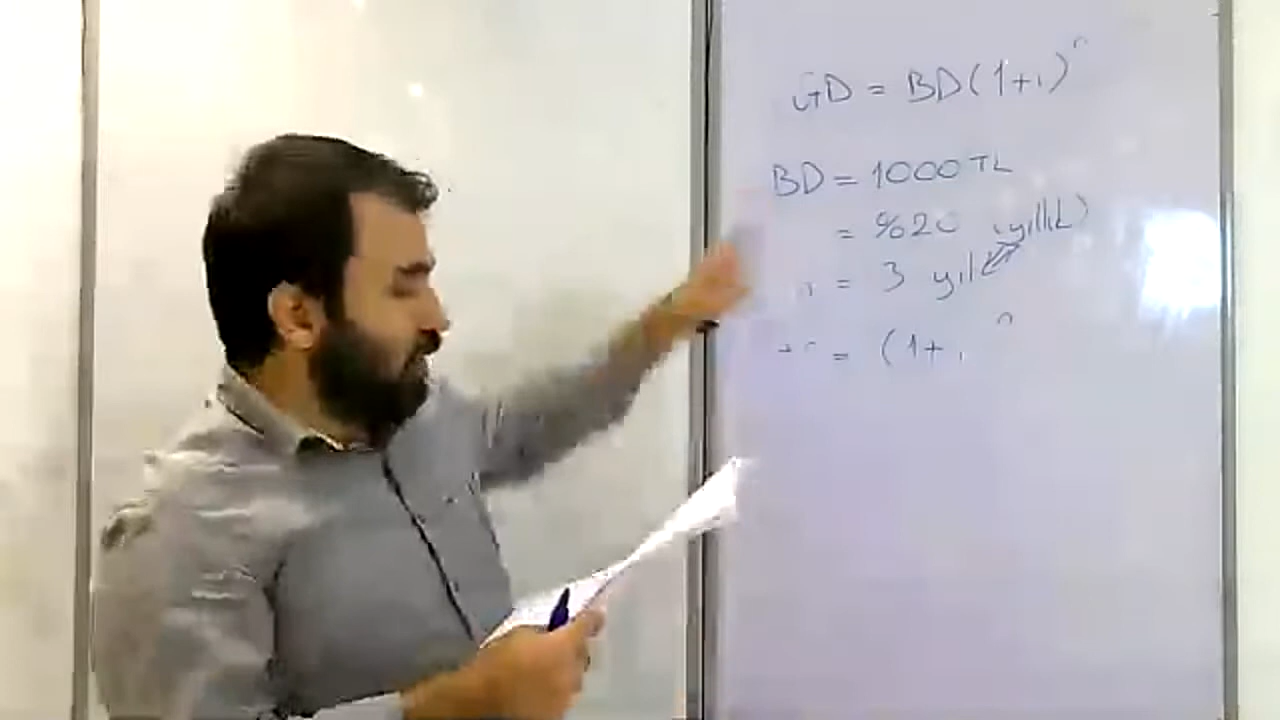 GD = BD(1+i)^n
BD = 1000 TL
= %20 (yıllık)
n = 3 yıl
= (1+i n